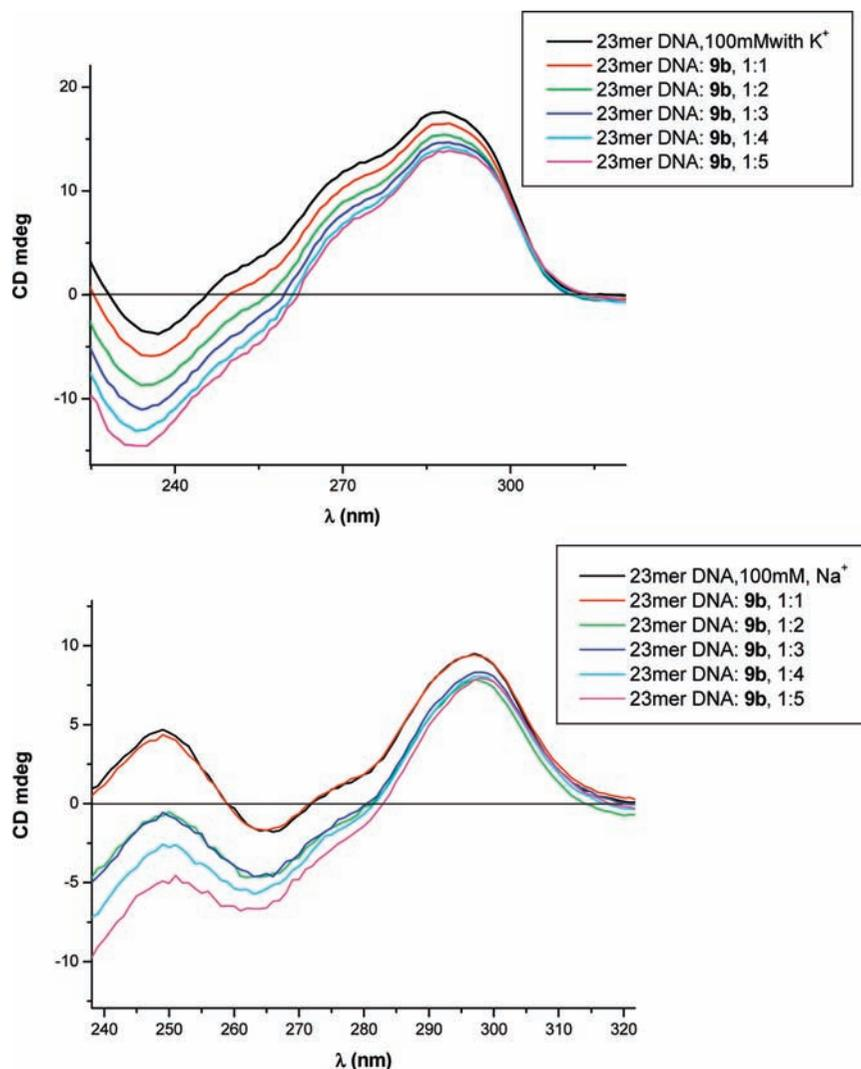 23mer DNA,100mMwith K+
23mer DNA: 9b, 1:1
23mer DNA: 9b, 1:2
23mer DNA: 9b, 1:3
23mer DNA: 9b, 1:4
23mer DNA: 9b, 1:5
20
10
0
-10
CD mdeg
240 270 300
λ (nm)
23mer DNA,100mM, Na+
23mer DNA: 9b, 1:1
23mer DNA: 9b, 1:2
23mer DNA: 9b, 1:3
23mer DNA: 9b, 1:4
23mer DNA: 9b, 1:5
10
5
0
-5
-10
CD mdeg
240 250 260 270 280 290 300 310 320
λ (nm)